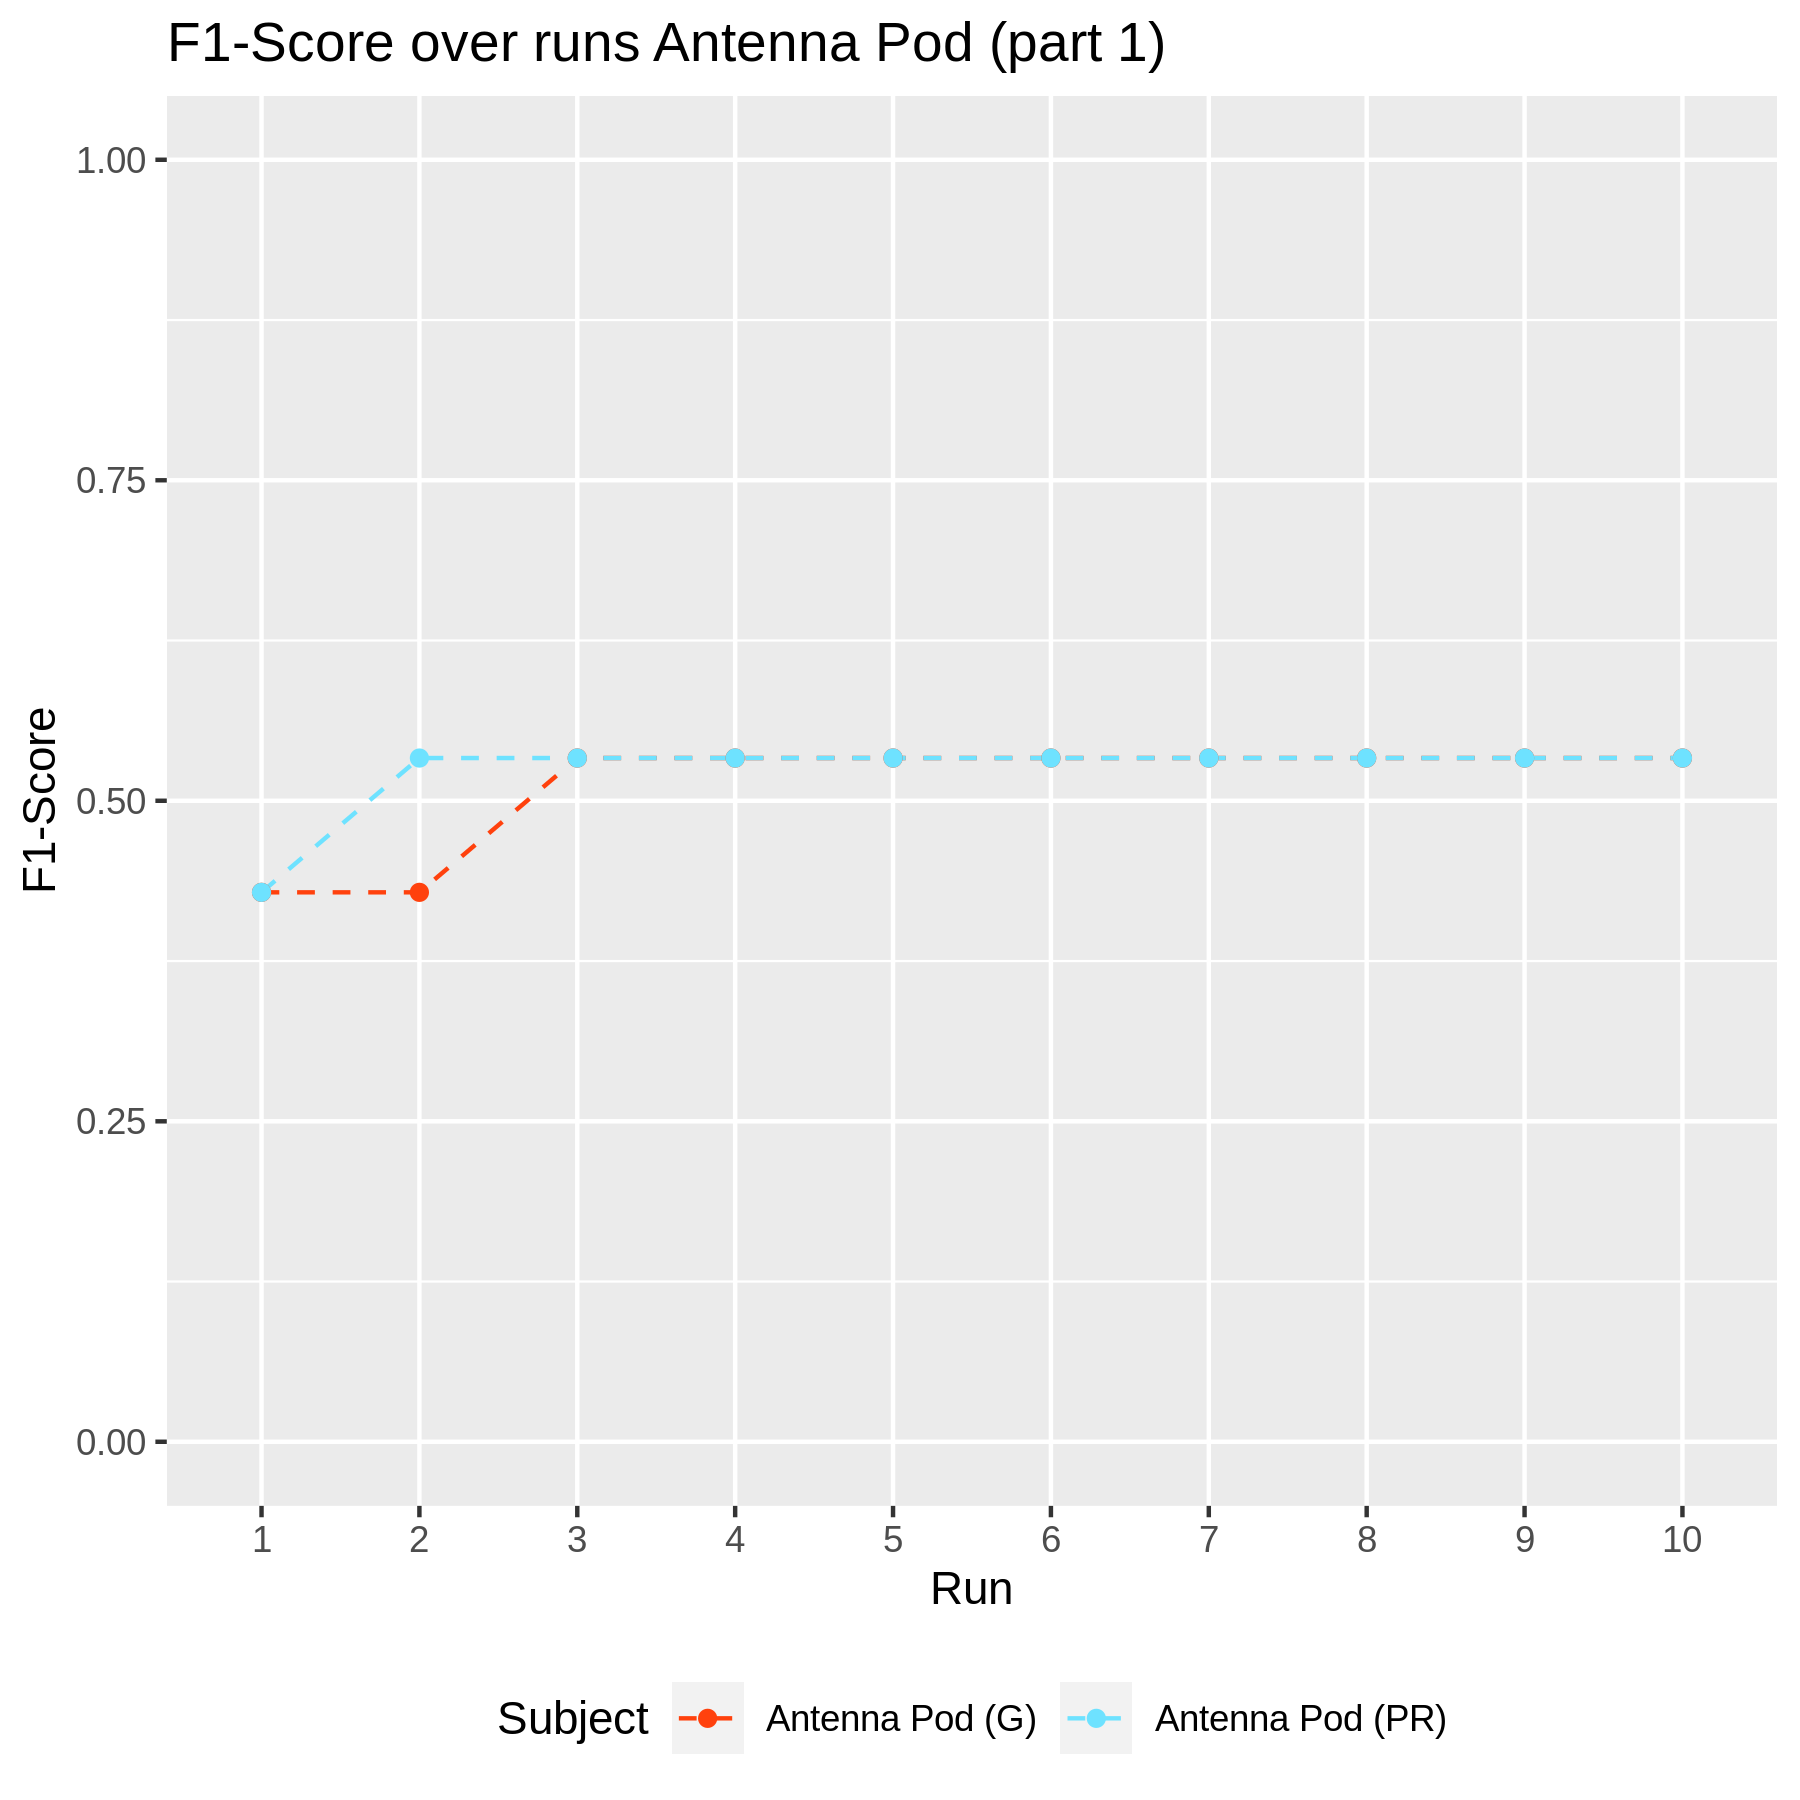 F1-Score over runs Antenna Pod (part 1)
1.00
0.75
0.50
0.25
0.00
F1-Score
1 2 3 4 5 6 7 8 9 10
Run
Subject Antenna Pod (G) Antenna Pod (PR)